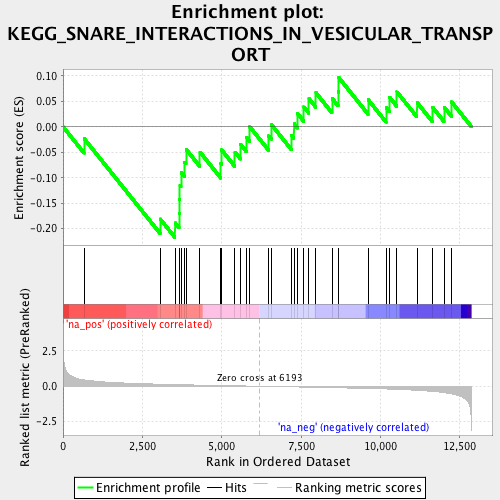 Enrichment plot:
KEGG_SNARE_INTERACTIONS_IN_VESICULAR_TRANSP
ORT
Enrichment score (ES)
0.10
0.05
0.00
-0.05
-0.10
-0.15
-0.20
'na_pos' (positively correlated)
Ranked list metric (PreRanked)
2.5
0.0
-2.5
Zero cross at 6193
'na_neg' (negatively correlated)
0
2,500
5,000
7,500
10,000
12,500
Rank in Ordered Dataset
Enrichment profile
Hits
Ranking metric scores